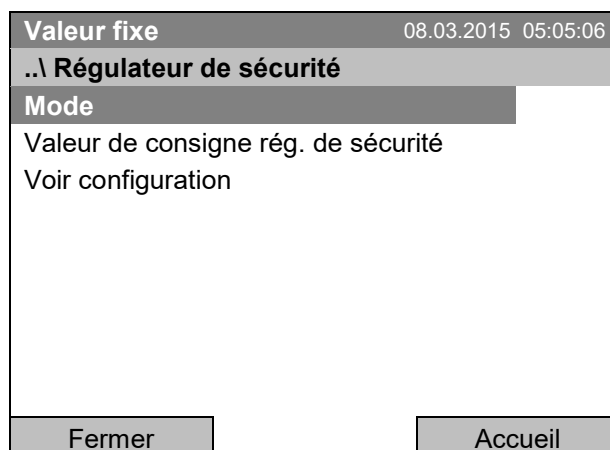 Valeur fixe 08.03.2015 05:05:06
..\ Régulateur de sécurité
Mode
Valeur de consigne rég. de sécurité
Voir configuration
Fermer Accueil